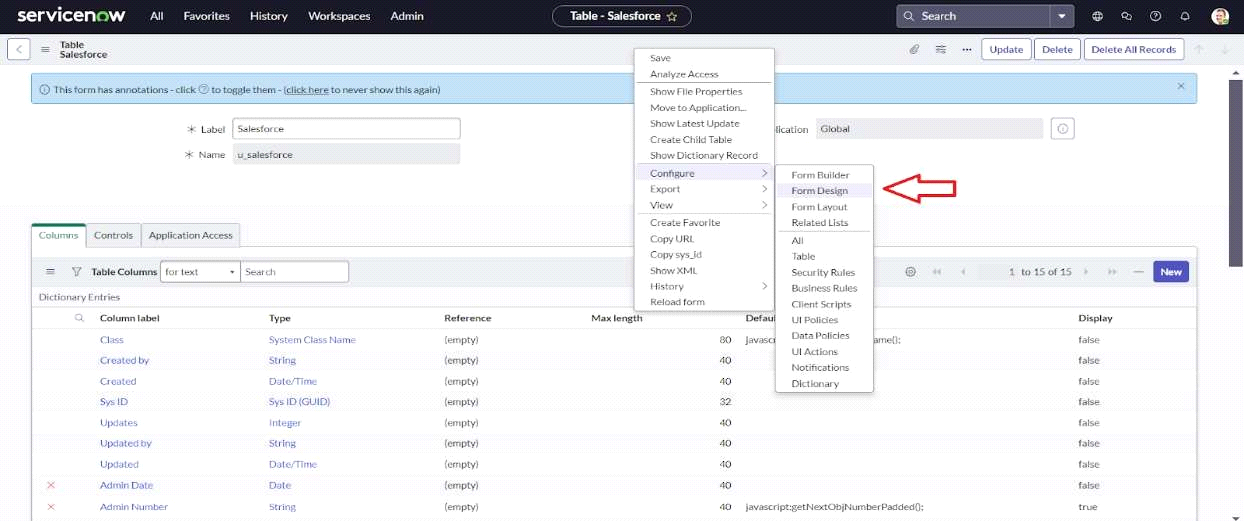 servicenow All Favorites History Workspaces Admin Table - Salesforce Search
Table
Salesforce
Update Delete Delete All Records
This form has annotations - click ? to toggle them - (click here to never show this again)
Label Salesforce
Name u_salesforce
lication Global
Save
Analyze Access
Show File Properties
Move to Application...
Show Latest Update
Create Child Table
Show Dictionary Record
Configure
Export
View
Create Favorite
Copy URL
Copy sys_id
Show XML
History
Reload form
Form Builder
Form Design
Form Layout
Related Lists
All
Table
Security Rules
Business Rules
Client Scripts
UI Policies
Data Policies
UI Actions
Notifications
Dictionary
Columns Controls Application Access
Table Columns for text Search 1 to 15 of 15 New
Dictionary Entries
Column label Type Reference Max length Defau Display
Class System Class Name (empty) 80 javascript ame(); false
Created by String (empty) 40 false
Created Date/Time (empty) 40 false
Sys ID Sys ID (GUID) (empty) 32 false
Updates Integer (empty) 40 false
Updated by String (empty) 40 false
Updated Date/Time (empty) 40 false
Admin Date Date (empty) 40 false
Admin Number String (empty) 40 javascript:getNextObjNumberPadded(); true